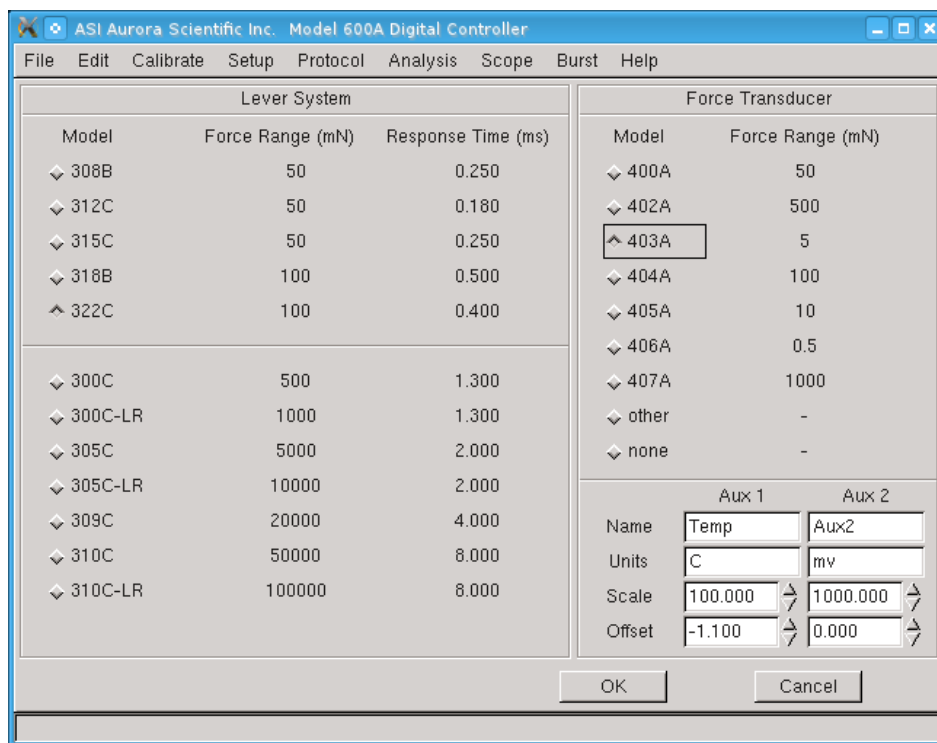 ASI Aurora Scientific Inc. Model 600A Digital Controller
File Edit Calibrate Setup Protocol Analysis Scope Burst Help
Lever System
Model Force Range (mN) Response Time (ms)
308B 50 0.250
312C 50 0.180
315C 50 0.250
318B 100 0.500
322C 100 0.400
300C 500 1.300
300C-LR 1000 1.300
305C 5000 2.000
305C-LR 10000 2.000
309C 20000 4.000
310C 50000 8.000
310C-LR 100000 8.000
Force Transducer
Model Force Range (mN)
400A 50
402A 500
403A 5
404A 100
405A 10
406A 0.5
407A 1000
other -
none -
Aux 1 Aux 2
Name Temp Aux2
Units C mv
Scale 100.000 1000.000
Offset -1.100 0.000
OK Cancel